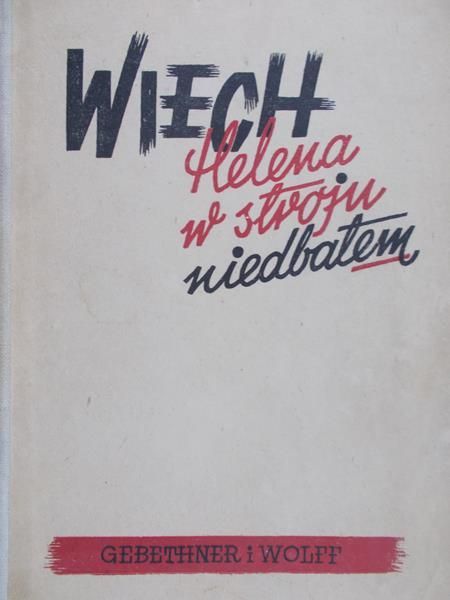 WIECH
Helena
w stroju
niedbałem
GEBETHNER i WOLFF